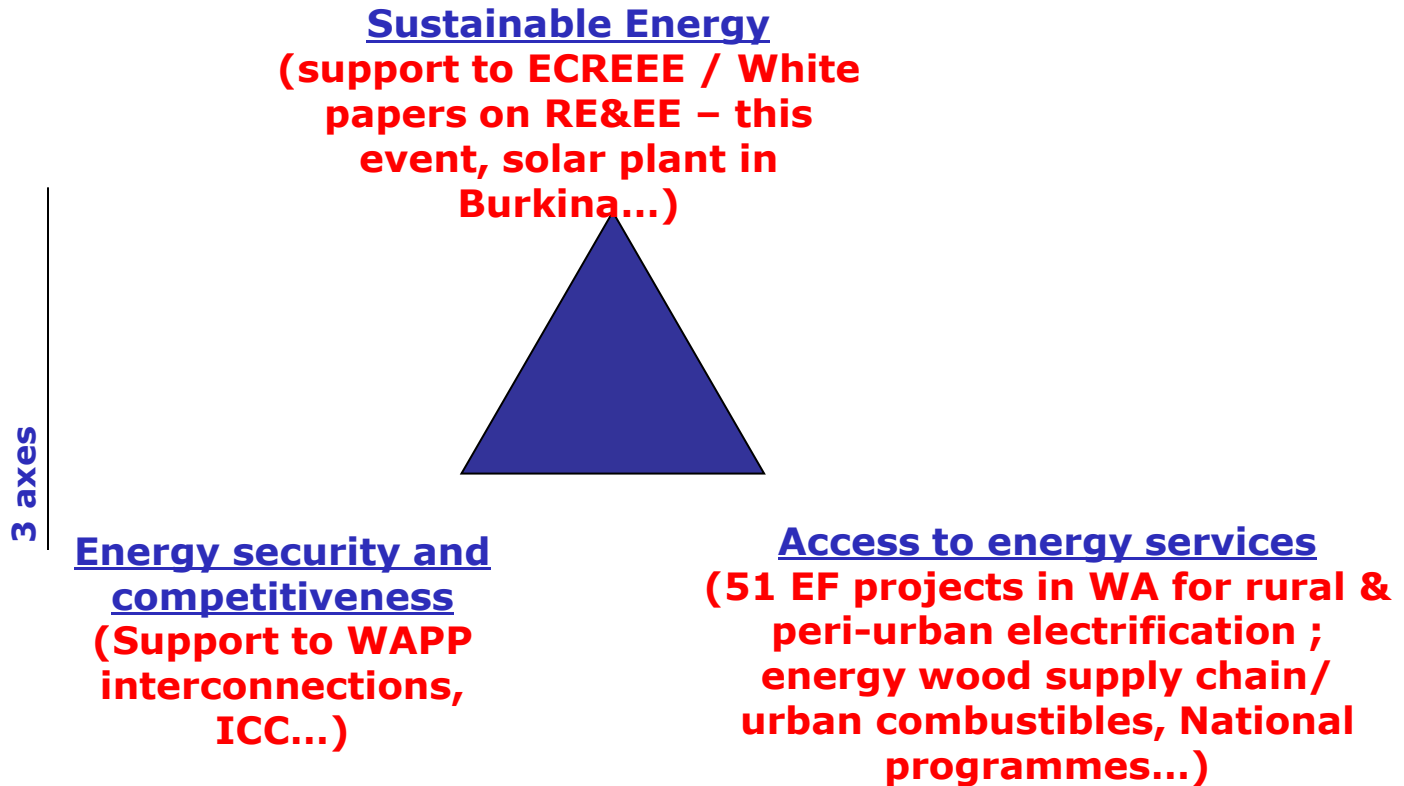 Sustainable Energy
(support to ECREEE / White
papers on RE&EE – this
event, solar plant in
Burkina…)
3 axes
Energy security and
competitiveness
(Support to WAPP
interconnections,
ICC…)
Access to energy services
(51 EF projects in WA for rural &
peri-urban electrification ;
energy wood supply chain/
urban combustibles, National
programmes…)